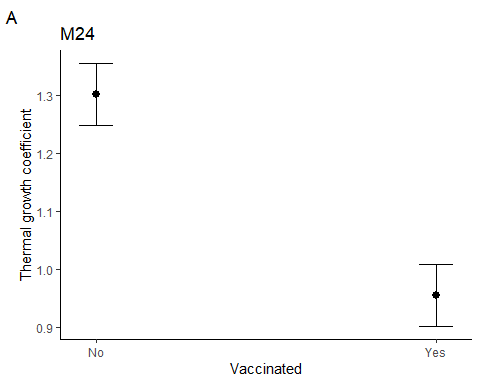 A
M24
Thermal growth coefficient
1.3
1.2
1.1
1.0
0.9
No
Yes
Vaccinated